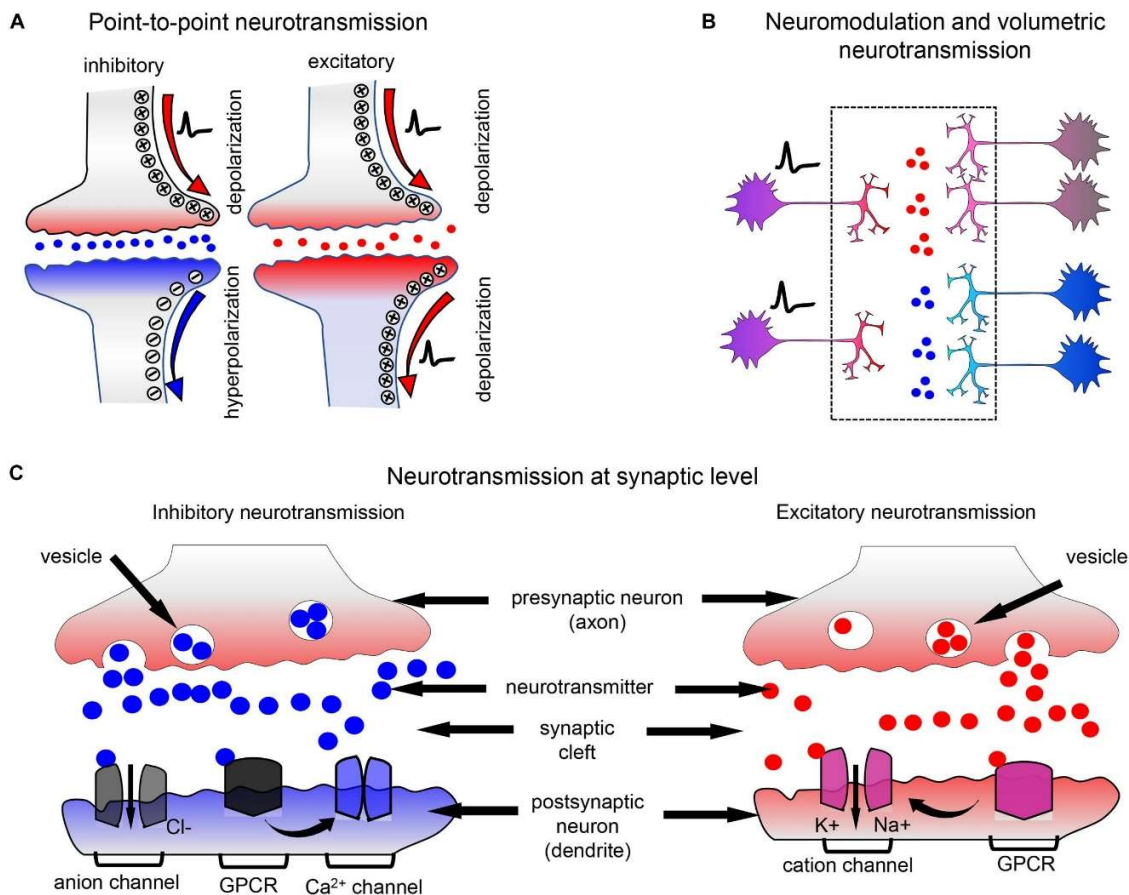 A
Point-to-point neurotransmission
inhibitory
excitatory
depolarization
hyperpolarization
depolarization
depolarization
B
Neuromodulation and volumetric
neurotransmission
C
Neurotransmission at synaptic level
Inhibitory neurotransmission
Excitatory neurotransmission
vesicle
vesicle
presynaptic neuron
(axon)
neurotransmitter
synaptic
cleft
postsynaptic
neuron
(dendrite)
Cl-
K+
Na+
anion channel
GPCR
Ca²⁺ channel
cation channel
GPCR